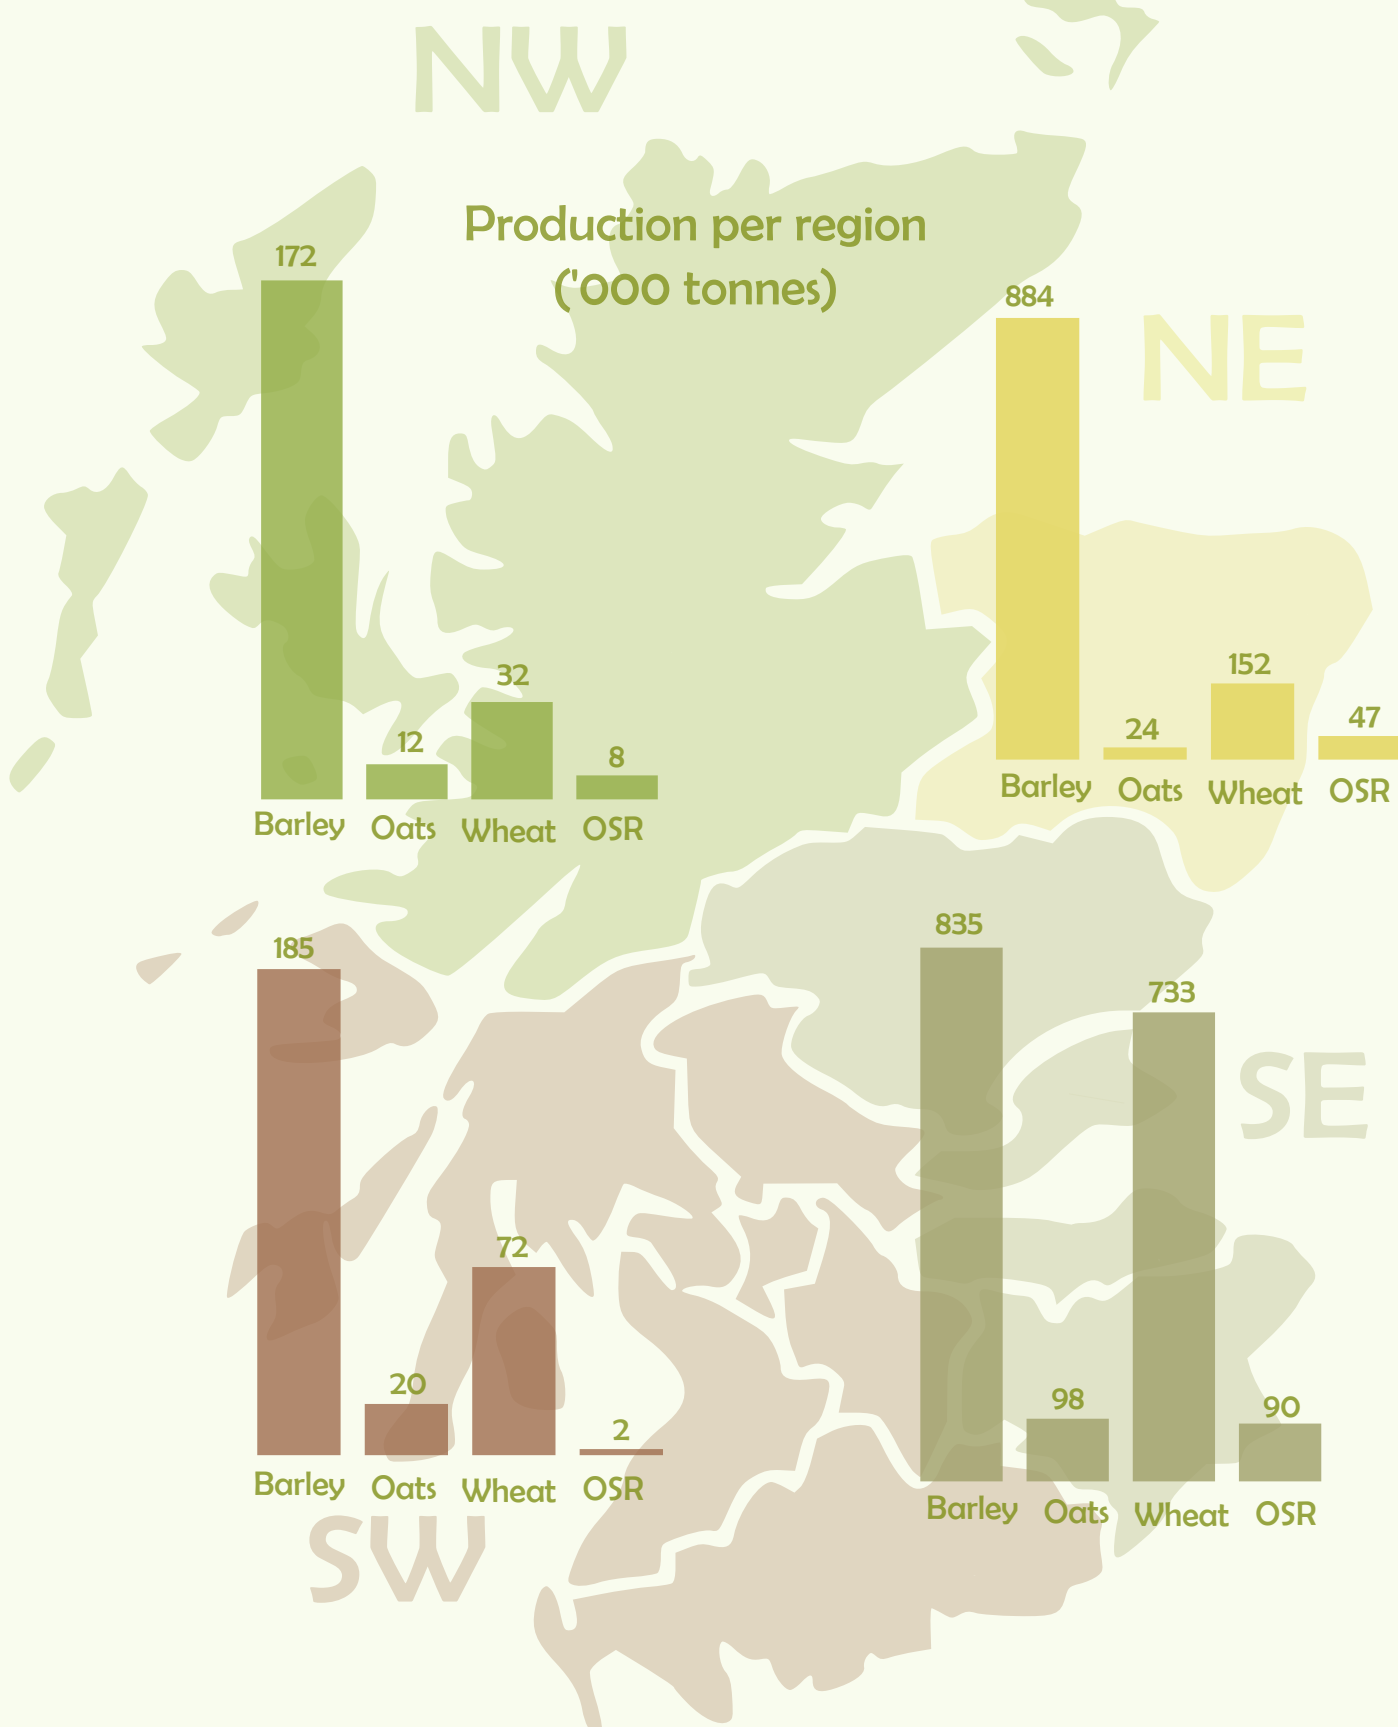 NW
Production per region
('000 tonnes)
172
12
32
8
Barley Oats Wheat OSR
NE
884
24
152
47
Barley Oats Wheat OSR
185
20
72
2
Barley Oats Wheat OSR
SW
835
98
733
90
Barley Oats Wheat OSR
SE